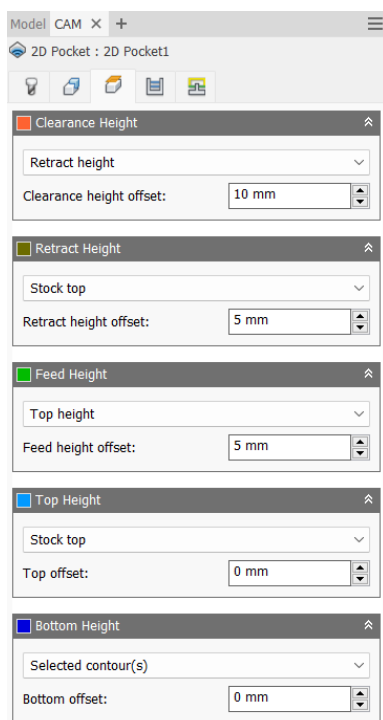 Model CAM × +
2D Pocket : 2D Pocket1
Clearance Height
Retract height
Clearance height offset: 10 mm
Retract Height
Stock top
Retract height offset: 5 mm
Feed Height
Top height
Feed height offset: 5 mm
Top Height
Stock top
Top offset: 0 mm
Bottom Height
Selected contour(s)
Bottom offset: 0 mm